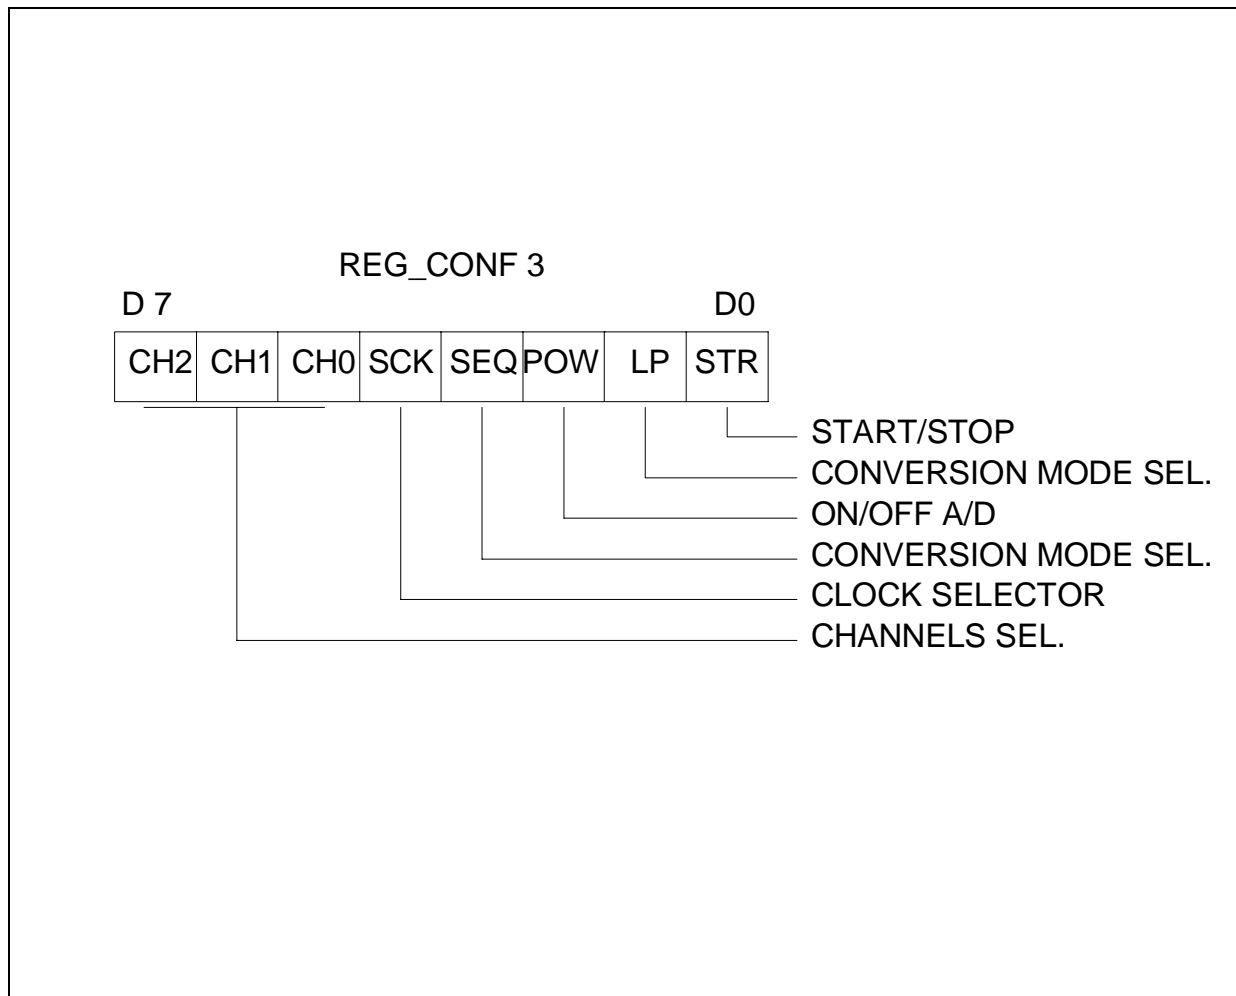 REG_CONF 3
D 7 D0
CH2 CH1 CH0 SCK SEQ POW LP STR
START/STOP
CONVERSION MODE SEL.
ON/OFF A/D
CONVERSION MODE SEL.
CLOCK SELECTOR
CHANNELS SEL.